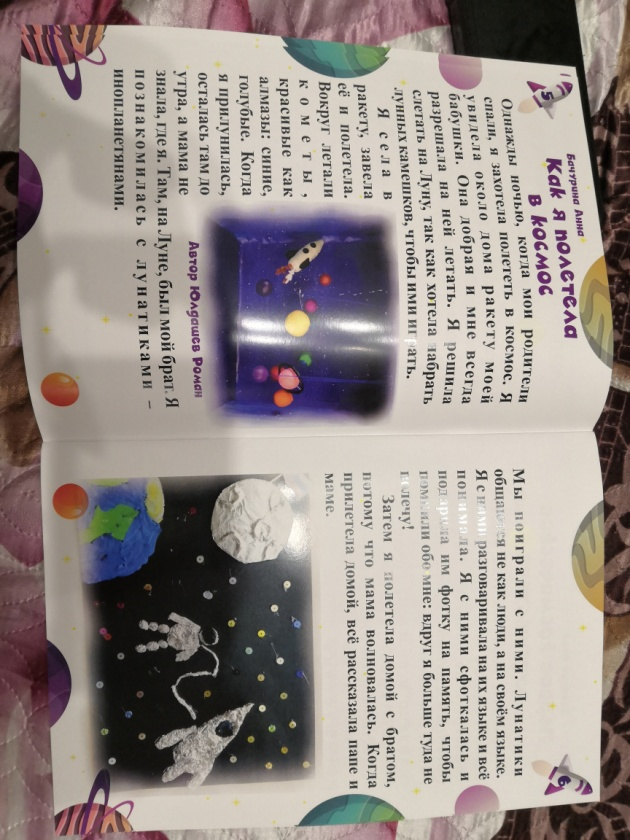 5
Бачтрина Анна
Как я полетела
в космос
Однажды ночью, когда мои родители
спали, я захотела полететь в космос. Я
увидела около дома ракету моей
бабушки. Она добрая и мне всегда
разрешала на ней летать. Я решила
слетать на Луну, так как хотела набрать
лунных камешков, чтобы ими играть.
Я села в
ракету, завела
её и полетела.
Вокруг летали
кометы,
красивые как
алмазы: синие,
голубые. Когда
я прилунилась,
осталась там до
утра, а мама не
знала, где я. Там, на Луне, был мой брат. Я
познакомилась с лунатиками –
инопланетянами.
Автор Юлдашев Роман
Мы поиграли с ними. Лунатики
общаются не как люди, а на своём языке.
Я с ними разговаривала на их языке и всё
понимала. Я с ними сфоткалась и
подарила им фотку на память, чтобы
помнили обо мне: вдруг я больше туда не
полечу!
Затем я полетела домой с братом,
потому что мама волновалась. Когда
прилетела домой, всё рассказала папе и
маме.
6